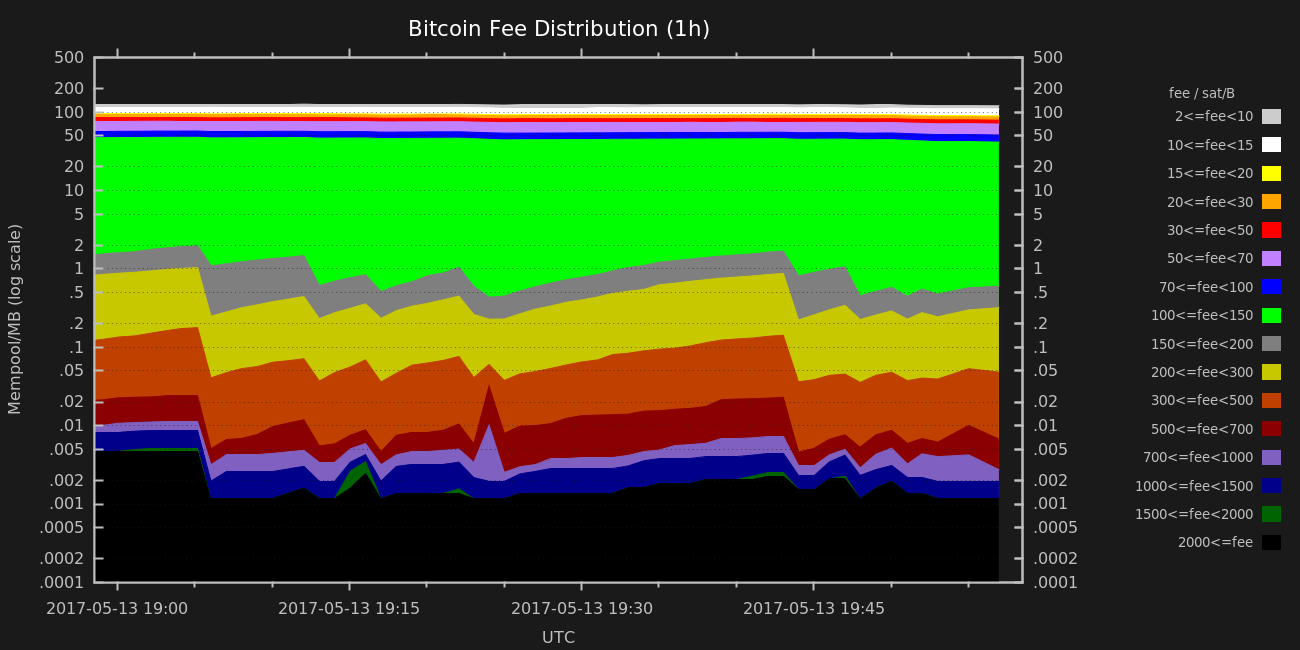 Bitcoin Fee Distribution (1h)
500
200
100
50
20
10
5
2
1
.5
.2
.1
.05
.02
.01
.005
.002
.001
.0005
.0002
.0001
Mempool/MB (log scale)
500
200
100
50
20
10
5
2
1
.5
.2
.1
.05
.02
.01
.005
.002
.001
.0005
.0002
.0001
2017-05-13 19:00
2017-05-13 19:15
2017-05-13 19:30
2017-05-13 19:45
UTC
fee / sat/B
2<=fee<10
10<=fee<15
15<=fee<20
20<=fee<30
30<=fee<50
50<=fee<70
70<=fee<100
100<=fee<150
150<=fee<200
200<=fee<300
300<=fee<500
500<=fee<700
700<=fee<1000
1000<=fee<1500
1500<=fee<2000
2000<=fee